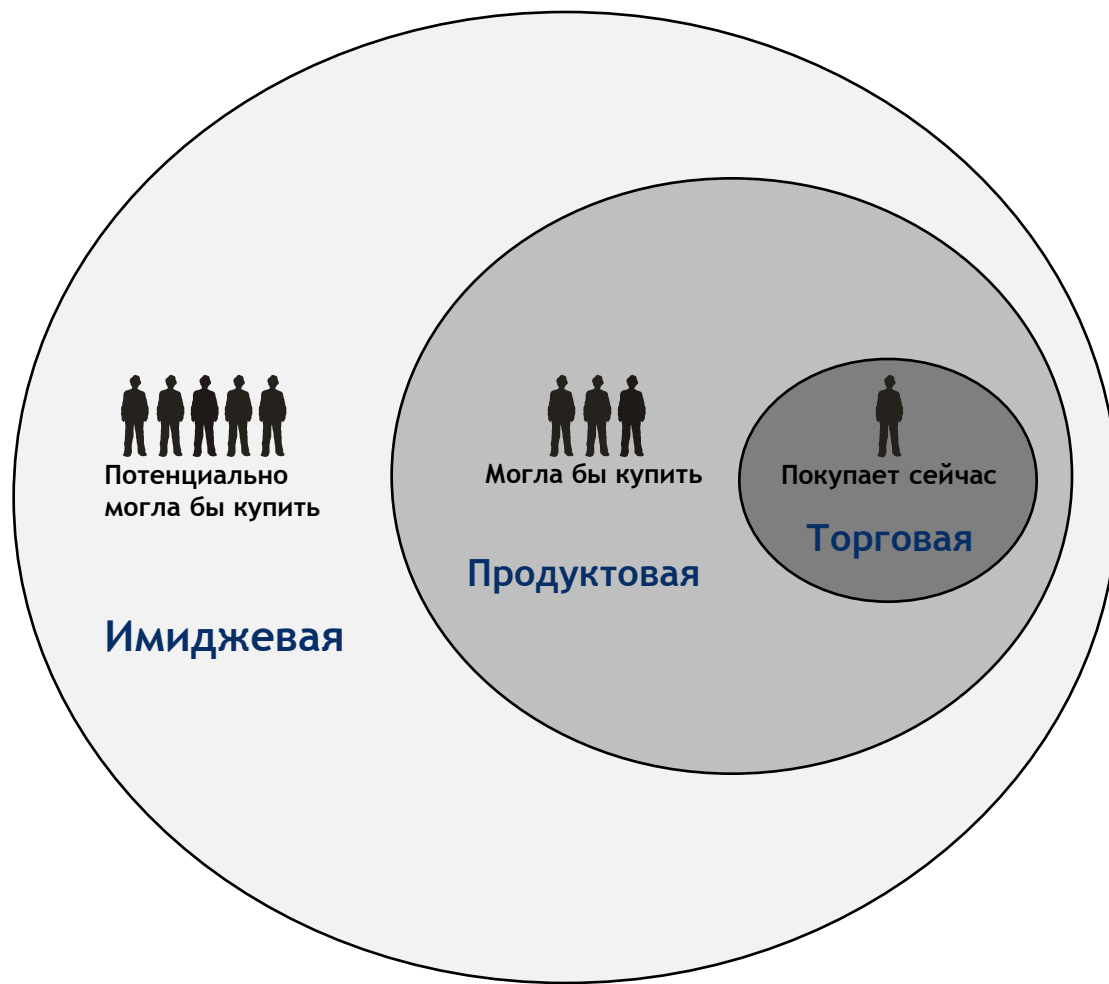 Потенциально
могла бы купить
Имиджевая
Могла бы купить
Продуктовая
Покупает сейчас
Торговая